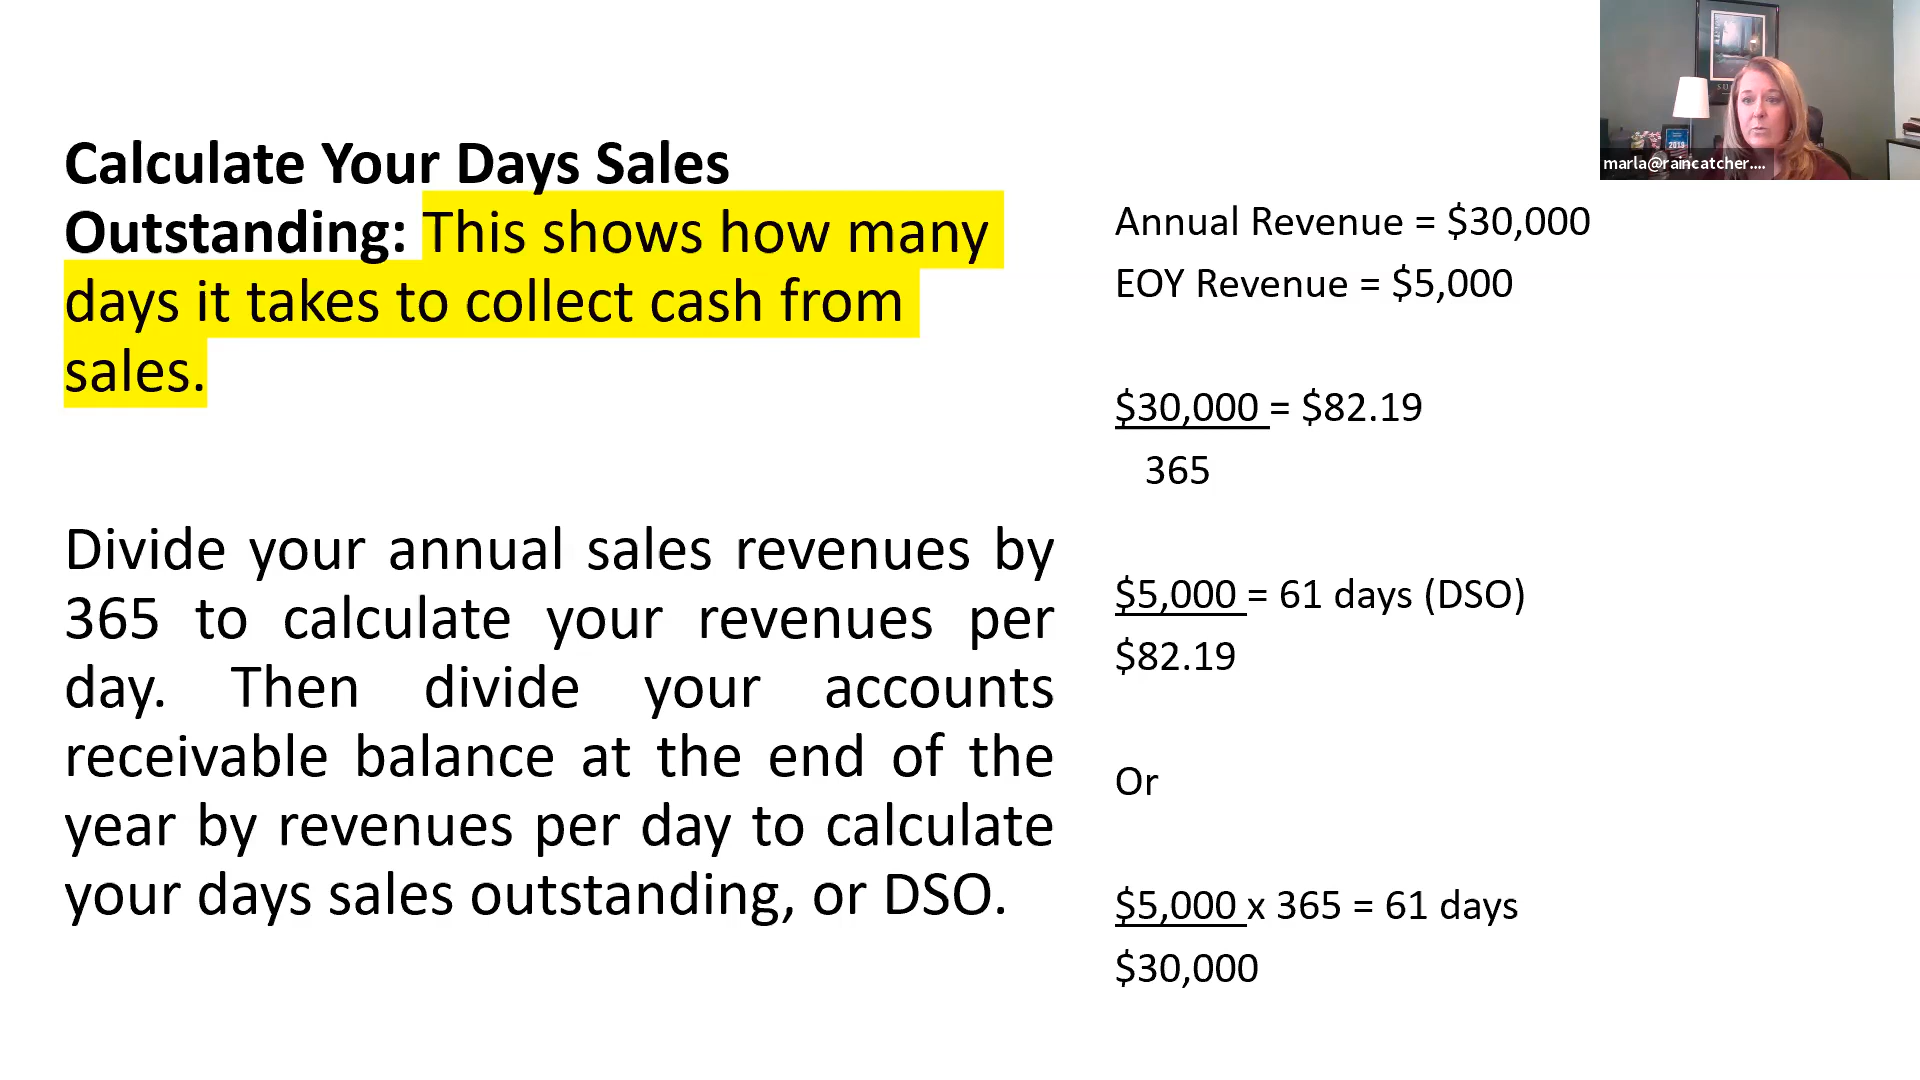 Calculate Your Days Sales
Outstanding: This shows how many
days it takes to collect cash from
sales.
Divide your annual sales revenues by
365 to calculate your revenues per
day. Then divide your accounts
receivable balance at the end of the
year by revenues per day to calculate
your days sales outstanding, or DSO.
Annual Revenue = $30,000
EOY Revenue = $5,000
$30,000 = $82.19
365
$5,000 = 61 days (DSO)
$82.19
Or
$5,000 x 365 = 61 days
$30,000
2019
marla@raincatcher....